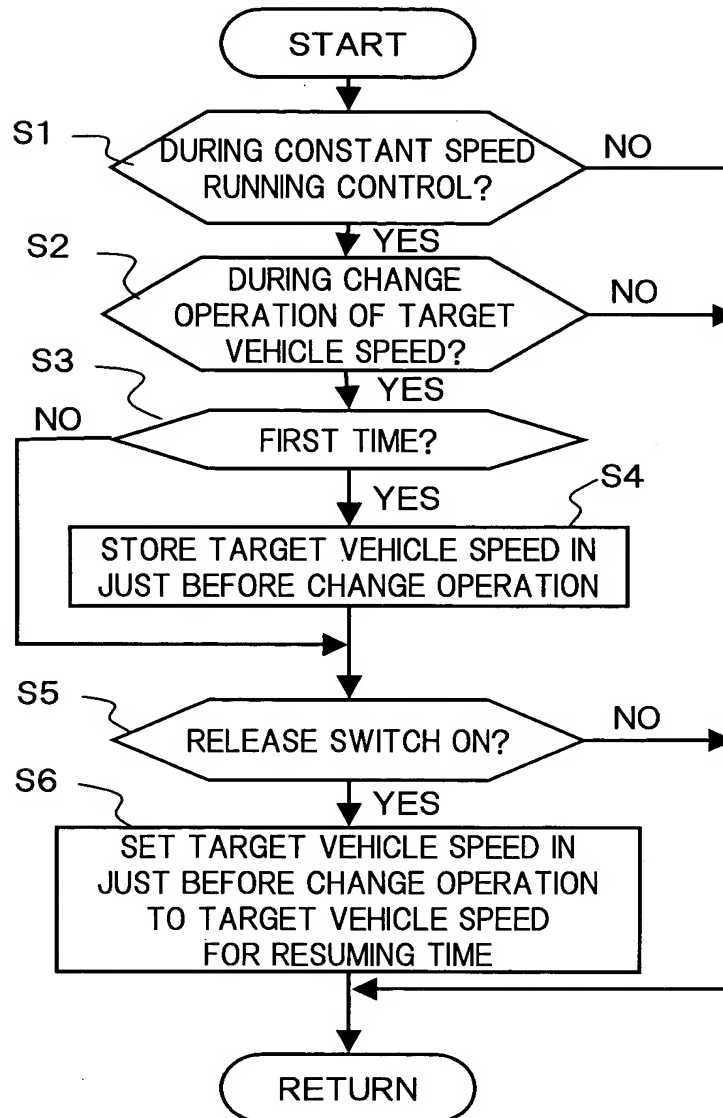 START
S1
DURING CONSTANT SPEED
RUNNING CONTROL?
NO
YES
S2
DURING CHANGE
OPERATION OF TARGET
VEHICLE SPEED?
NO
YES
S3
NO
FIRST TIME?
YES
S4
STORE TARGET VEHICLE SPEED IN
JUST BEFORE CHANGE OPERATION
S5
RELEASE SWITCH ON?
NO
YES
S6
SET TARGET VEHICLE SPEED IN
JUST BEFORE CHANGE OPERATION
TO TARGET VEHICLE SPEED
FOR RESUMING TIME
RETURN